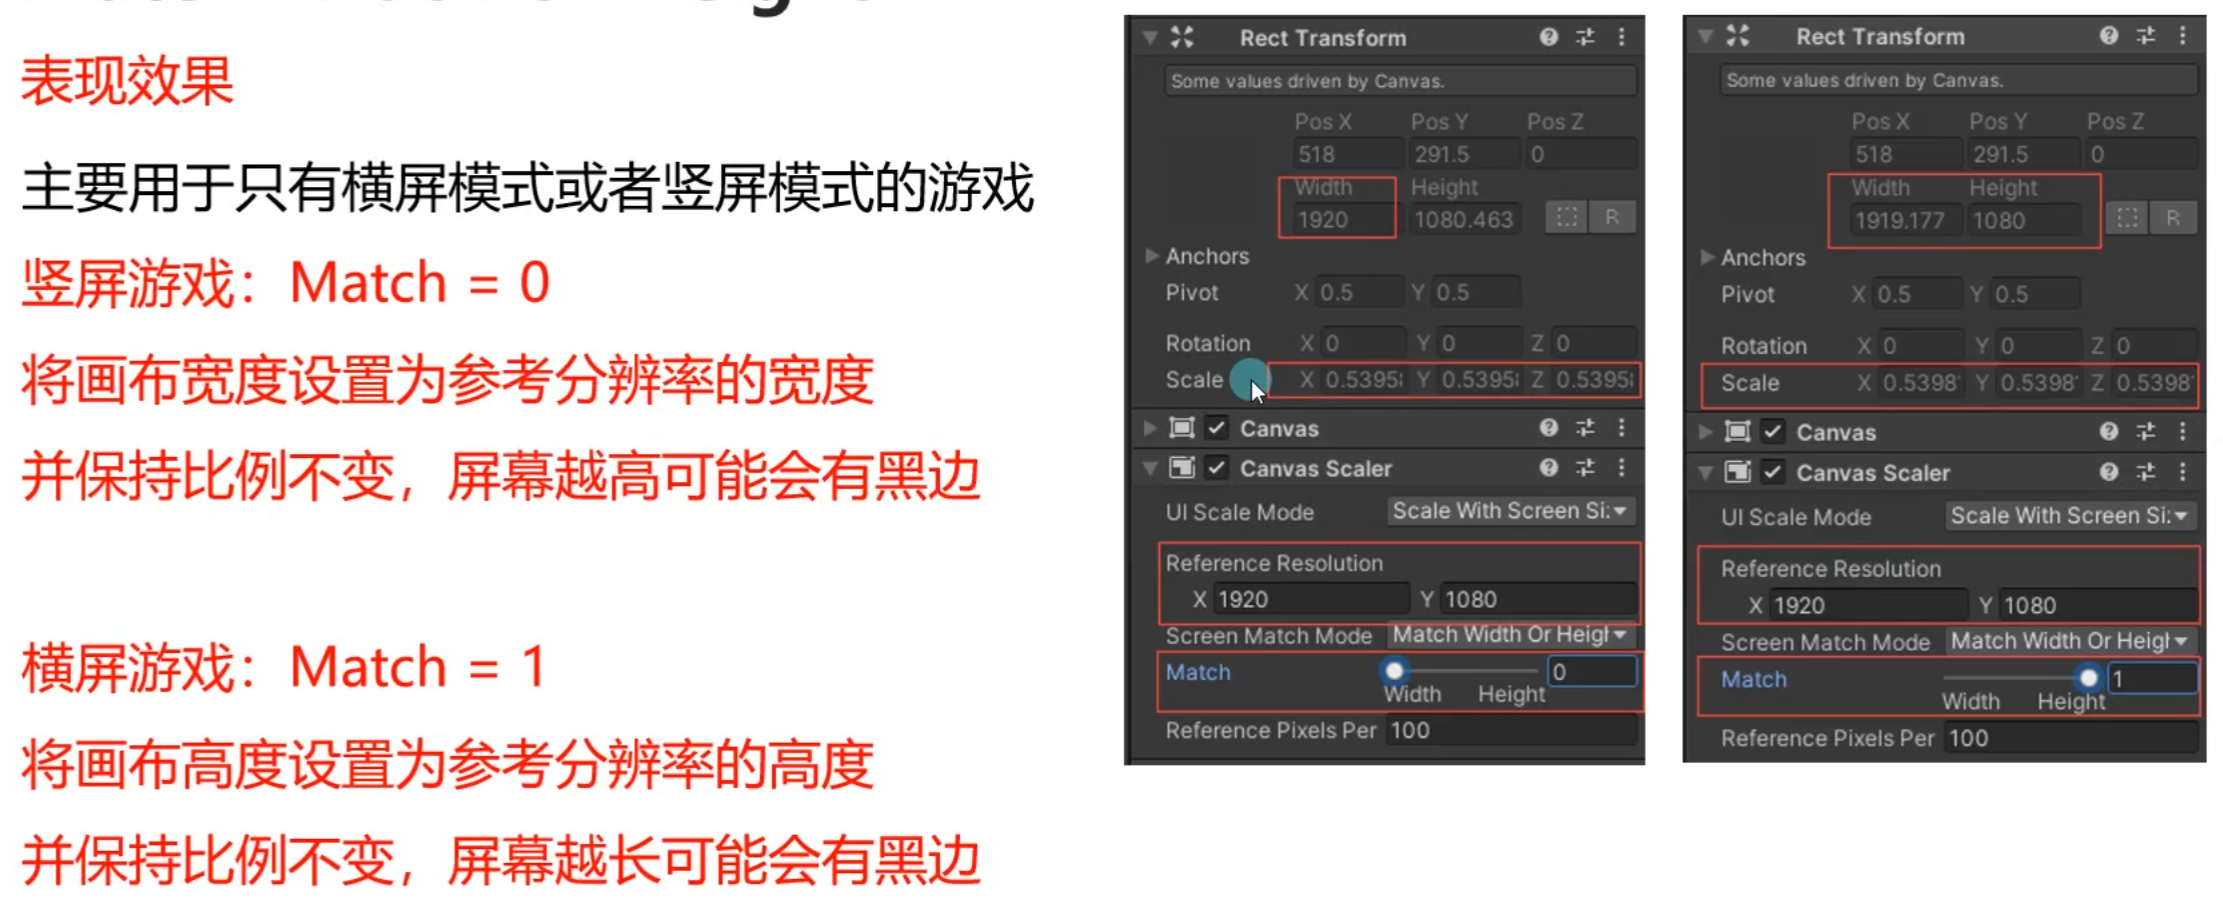 表现效果
主要用于只有横屏模式或者竖屏模式的游戏
竖屏游戏：Match = 0
将画布宽度设置为参考分辨率的宽度
并保持比例不变，屏幕越高可能会有黑边
横屏游戏：Match = 1
将画布高度设置为参考分辨率的高度
并保持比例不变，屏幕越长可能会有黑边
Rect Transform
Some values driven by Canvas.
Pos X Pos Y Pos Z
518 291.5 0
Width Height
1920 1080.463 R
Anchors
Pivot X 0.5 Y 0.5
Rotation X 0 Y 0 Z 0
Scale X 0.5395 Y 0.5395 Z 0.5395
Canvas
Canvas Scaler
UI Scale Mode Scale With Screen Si
Reference Resolution
X 1920 Y 1080
Screen Match Mode Match Width Or Heigl
Match 0
Width Height
Reference Pixels Per 100
Rect Transform
Some values driven by Canvas.
Pos X Pos Y Pos Z
518 291.5 0
Width Height
1919.177 1080 R
Anchors
Pivot X 0.5 Y 0.5
Rotation X 0 Y 0 Z 0
Scale X 0.5398 Y 0.5398 Z 0.5398
Canvas
Canvas Scaler
UI Scale Mode Scale With Screen Si
Reference Resolution
X 1920 Y 1080
Screen Match Mode Match Width Or Heigl
Match 1
Width Height
Reference Pixels Per 100